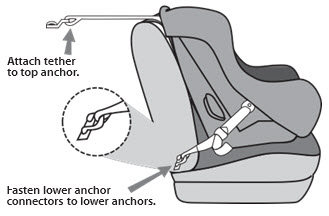 Attach tether
to top anchor.
Fasten lower anchor
connectors to lower anchors.